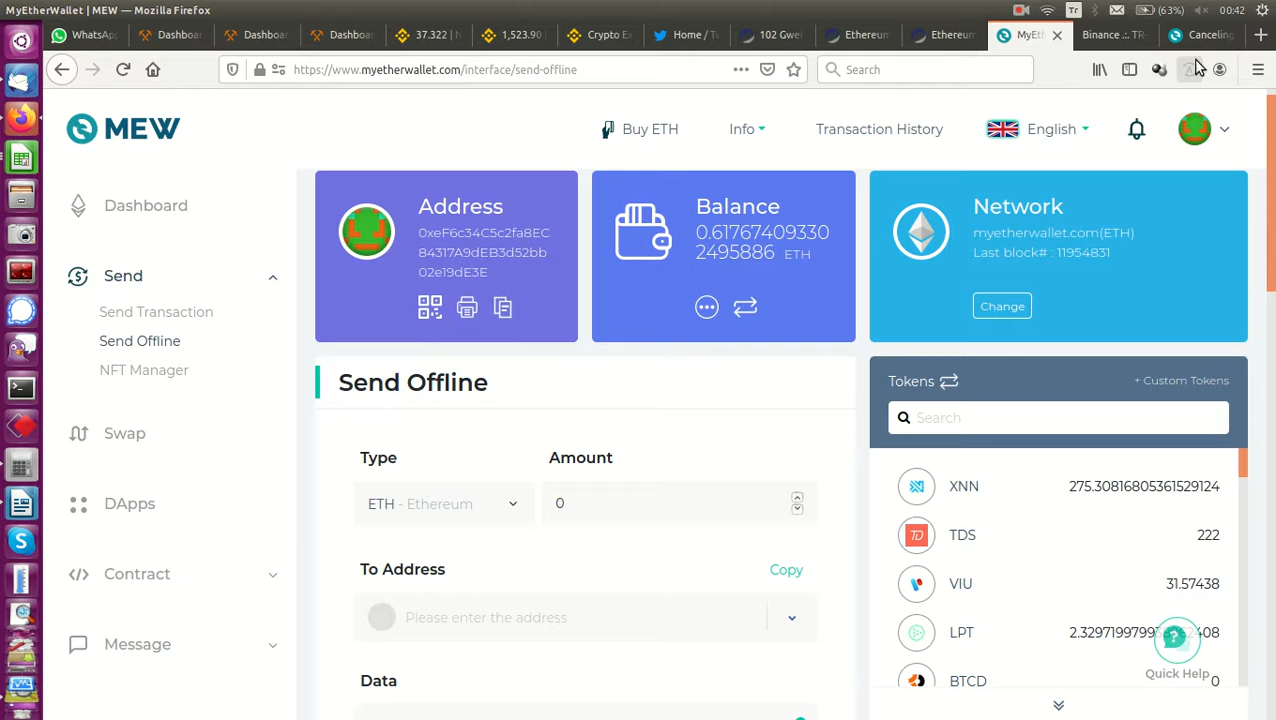 MyEtherWallet | MEW – Mozilla Firefox
Tr
(63%)
00:42
WhatsAp
Dashboar
Dashboar
Dashboar
37.322 | N
1,523.90
Crypto Ex
Home / Tw
102 Gwei
Ethereum
Ethereum
MyEth
Binance .::. TR-
Canceling
https://www.myetherwallet.com/interface/send-offline
Search
MEW
Buy ETH
Info
Transaction History
English
Dashboard
Send
Send Transaction
Send Offline
NFT Manager
Swap
DApps
Contract
Message
Address
0xeF6c34C5c2fa8EC
84317A9dEB3d52bb
02e19dE3E
Balance
0.61767409330
2495886 ETH
Network
myetherwallet.com(ETH)
Last block# : 11954831
Change
Send Offline
Type
Amount
ETH - Ethereum
0
To Address
Copy
Please enter the address
Data
Tokens
+ Custom Tokens
Search
XNN
275.30816805361529124
TDS
222
VIU
31.57438
LPT
BTCD
0
Quick Help